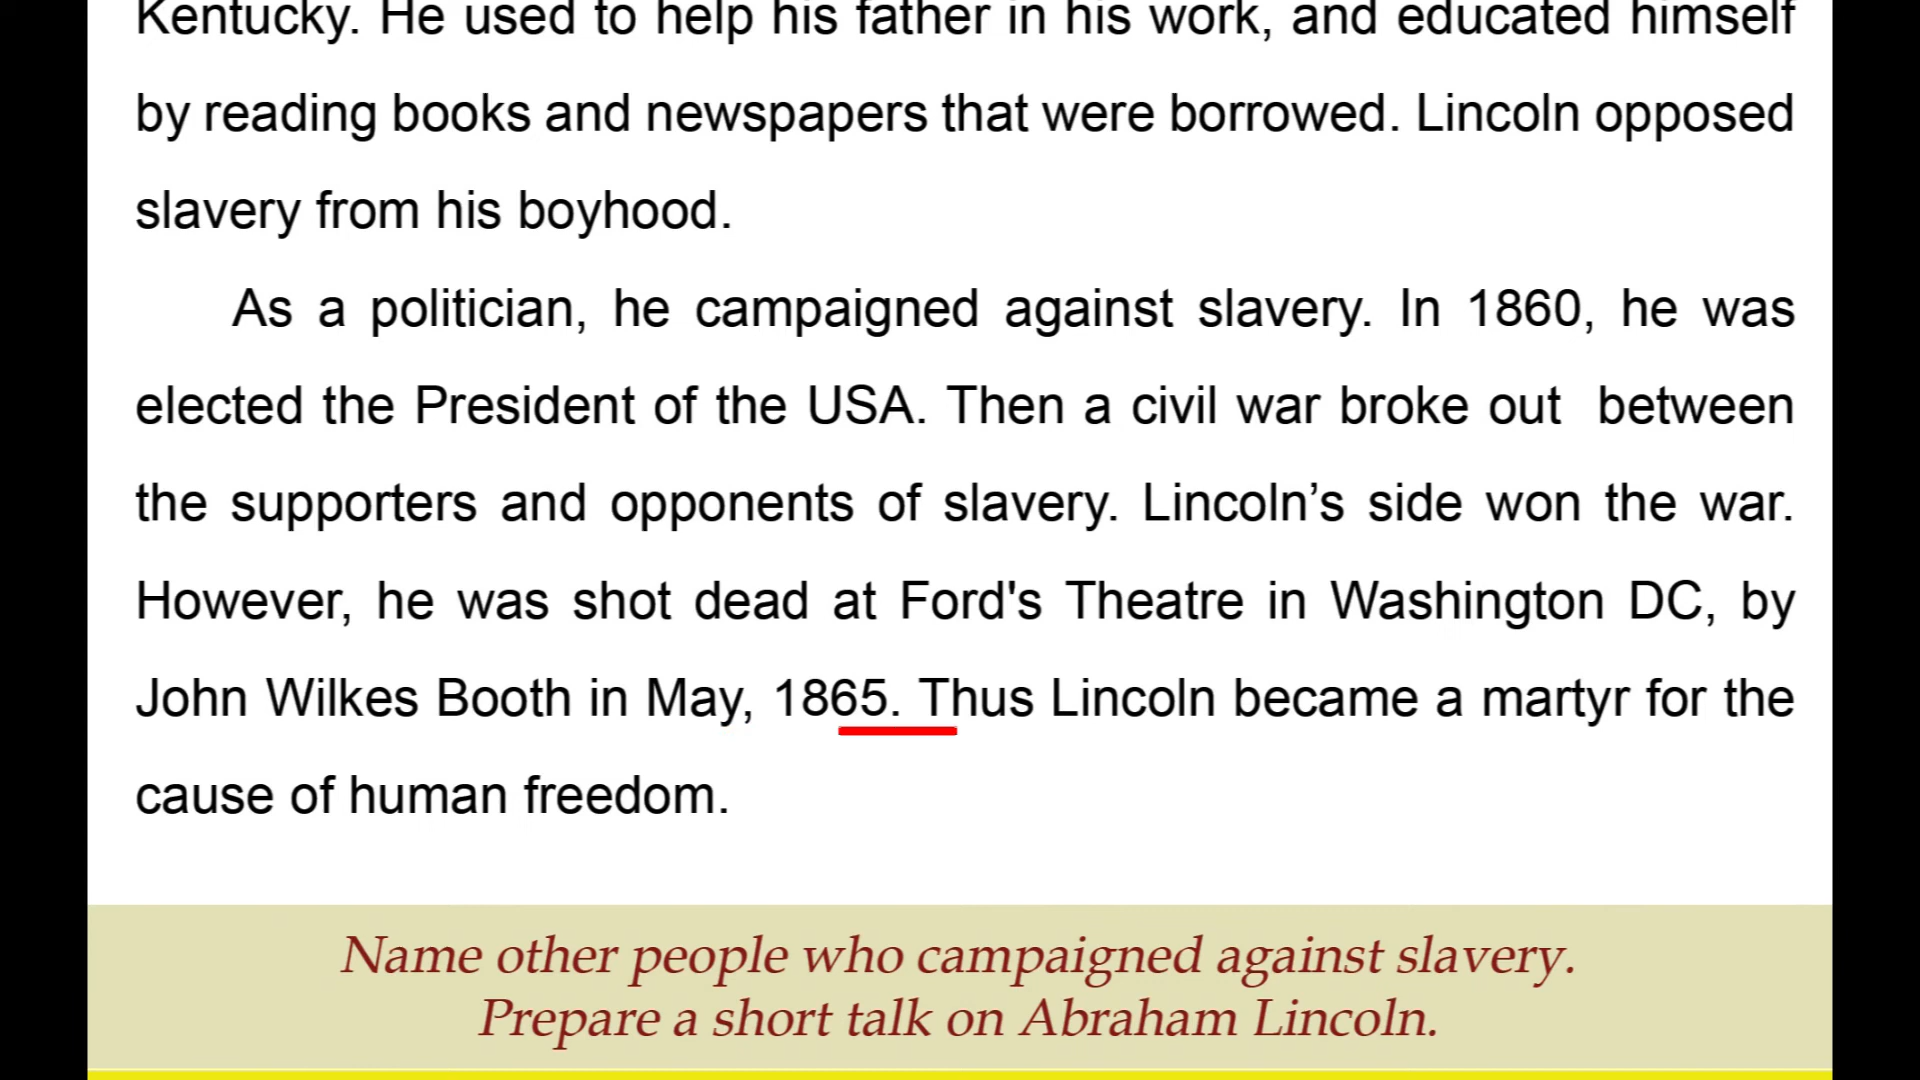 Kentucky. He used to help his father in his work, and educated himself
by reading books and newspapers that were borrowed. Lincoln opposed
slavery from his boyhood.
As a politician, he campaigned against slavery. In 1860, he was
elected the President of the USA. Then a civil war broke out between
the supporters and opponents of slavery. Lincoln’s side won the war.
However, he was shot dead at Ford's Theatre in Washington DC, by
John Wilkes Booth in May, 1865. Thus Lincoln became a martyr for the
cause of human freedom.
Name other people who campaigned against slavery.
Prepare a short talk on Abraham Lincoln.